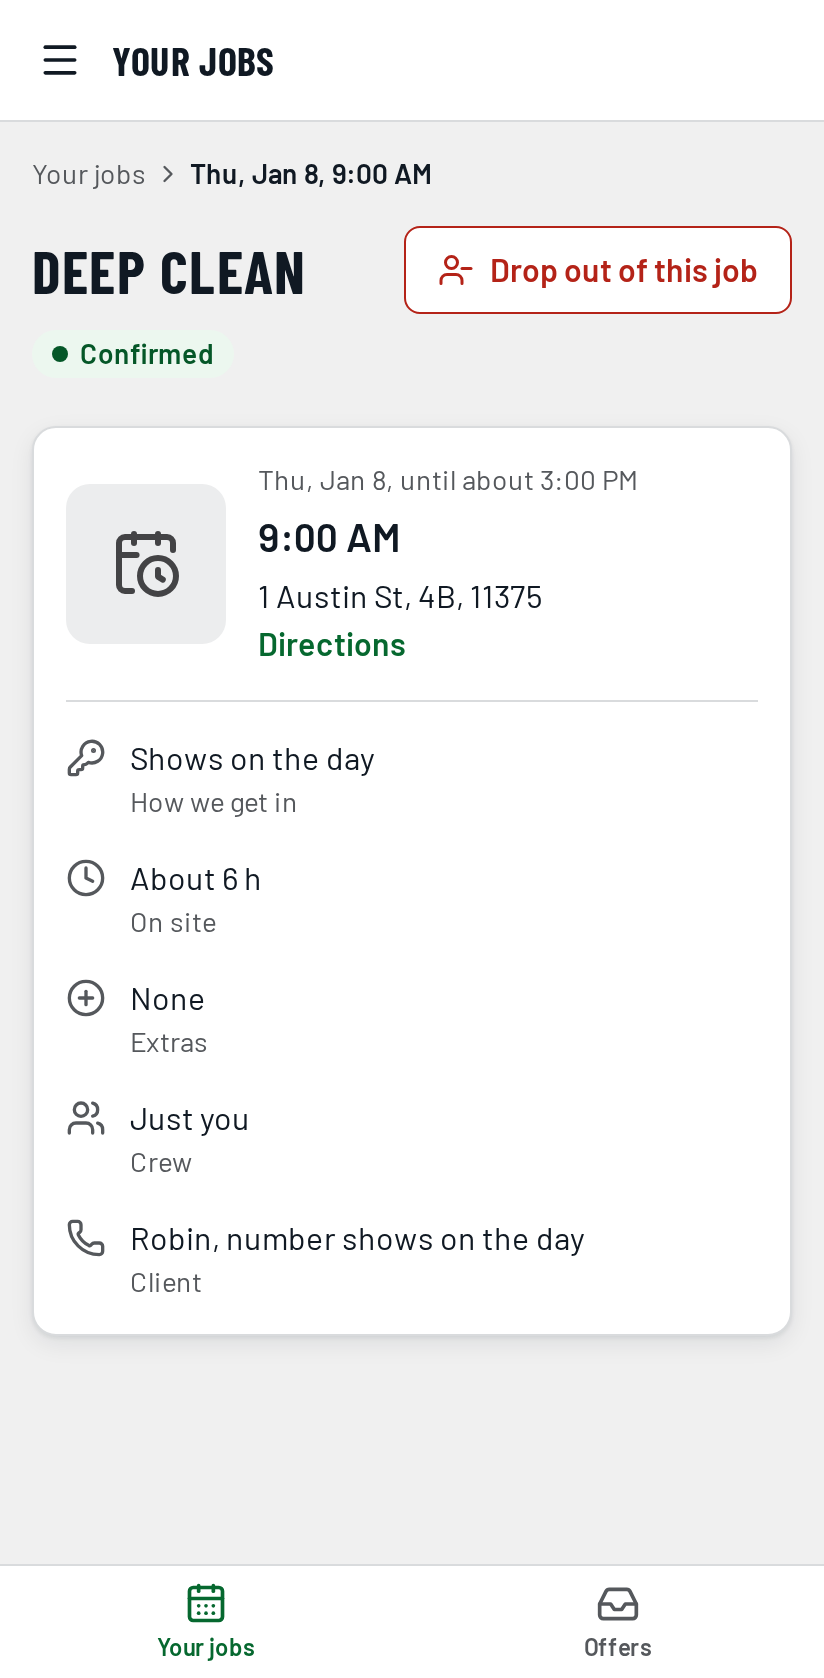 YOUR JOBS
Your jobs > Thu, Jan 8, 9:00 AM
DEEP CLEAN
Drop out of this job
Confirmed
Thu, Jan 8, until about 3:00 PM
9:00 AM
1 Austin St, 4B, 11375
Directions
Shows on the day
How we get in
About 6 h
On site
None
Extras
Just you
Crew
Robin, number shows on the day
Client
Your jobs
Offers